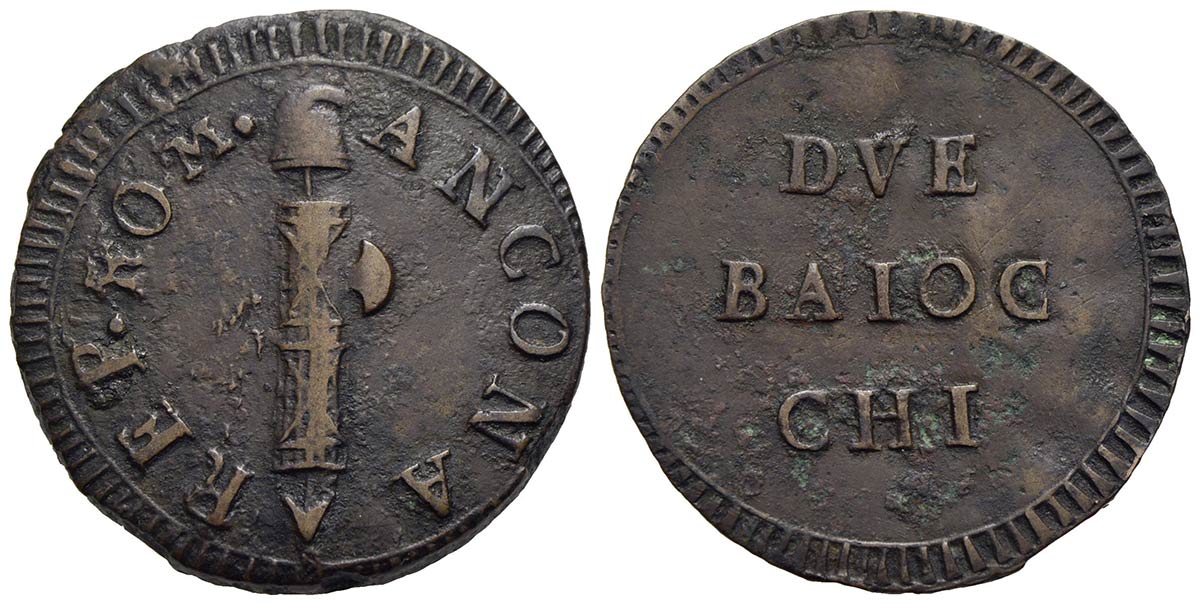 REP. ROM. ANCONA
DVE
BAIOC
CHI